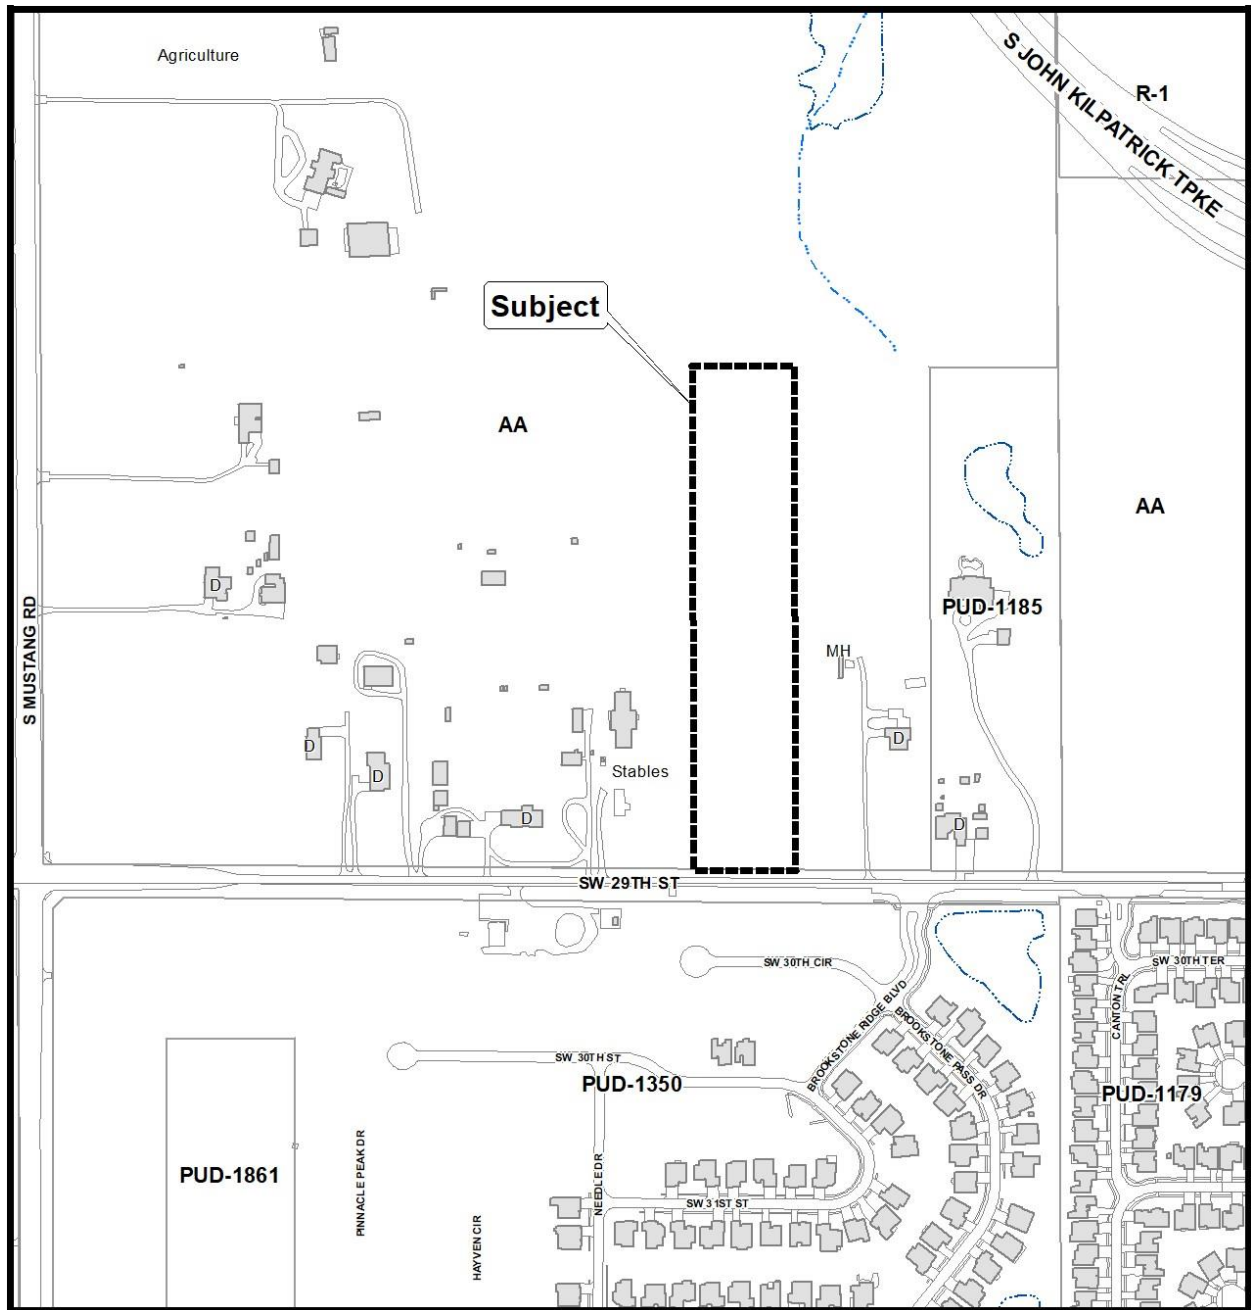 Agriculture
S JOHN KILPATRICK TPKE
R-1
Subject
AA
AA
D
PUD-1185
S MUSTANG RD
MH
D
D
D
Stables
D
D
SW 29TH ST
SW 30TH CIR
SW 30TH TER
CANTON TRL
BROOKSTONE RIDGE BLVD
BROOKSTONE PASS DR
SW 30TH ST
PUD-1350
PUD-1179
PINNACLE PEAK DR
PUD-1861
NEEDLE DR
SW 31ST ST
HAYVEN CIR